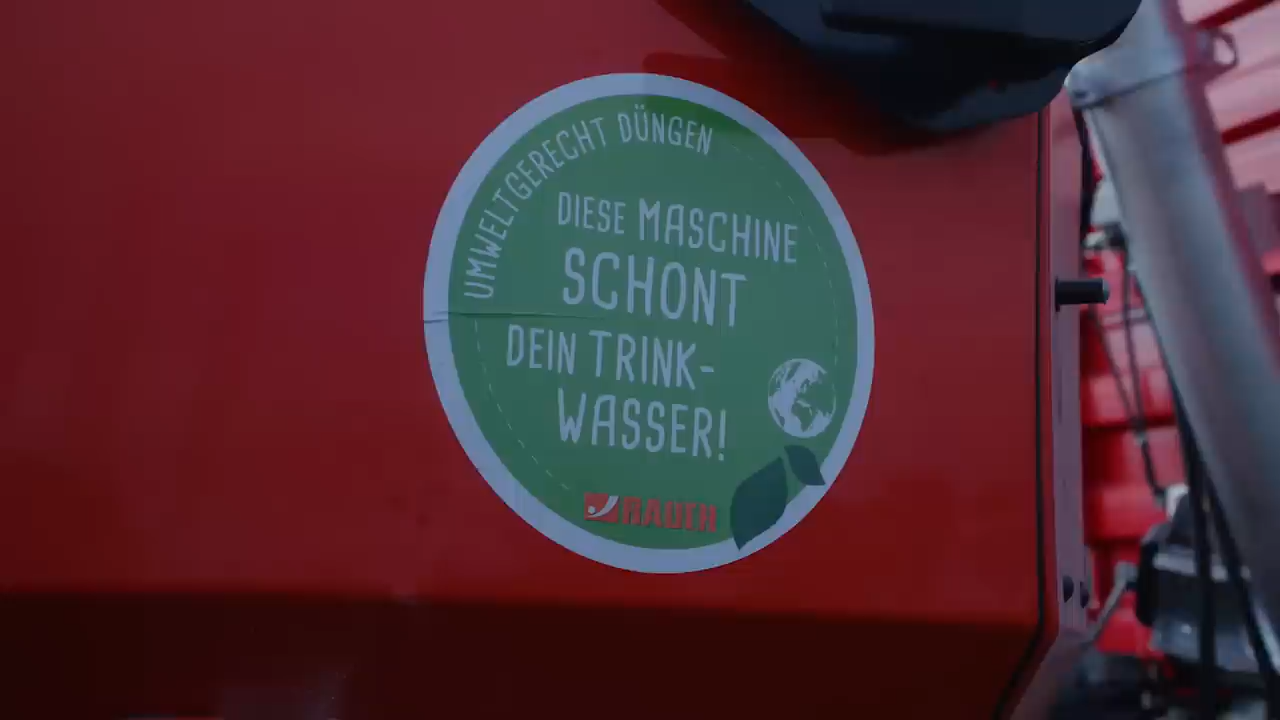 UMWELTGERECHT DÜNGEN
DIESE MASCHINE
SCHONT
DEIN TRINK-
WASSER!
RAUCH